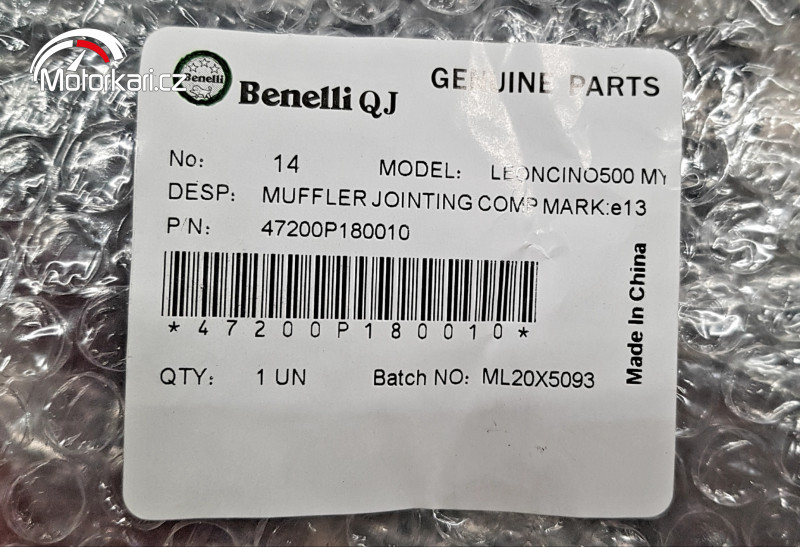 Motorkari.cz
Benelli
Benelli QJ GENUINE PARTS
No: 14 MODEL: LEONCINO500 MY
DESP: MUFFLER JOINTING COMP MARK:e13
P/N: 47200P180010
*47200P180010*
QTY: 1 UN Batch NO: ML20X5093
Made In China